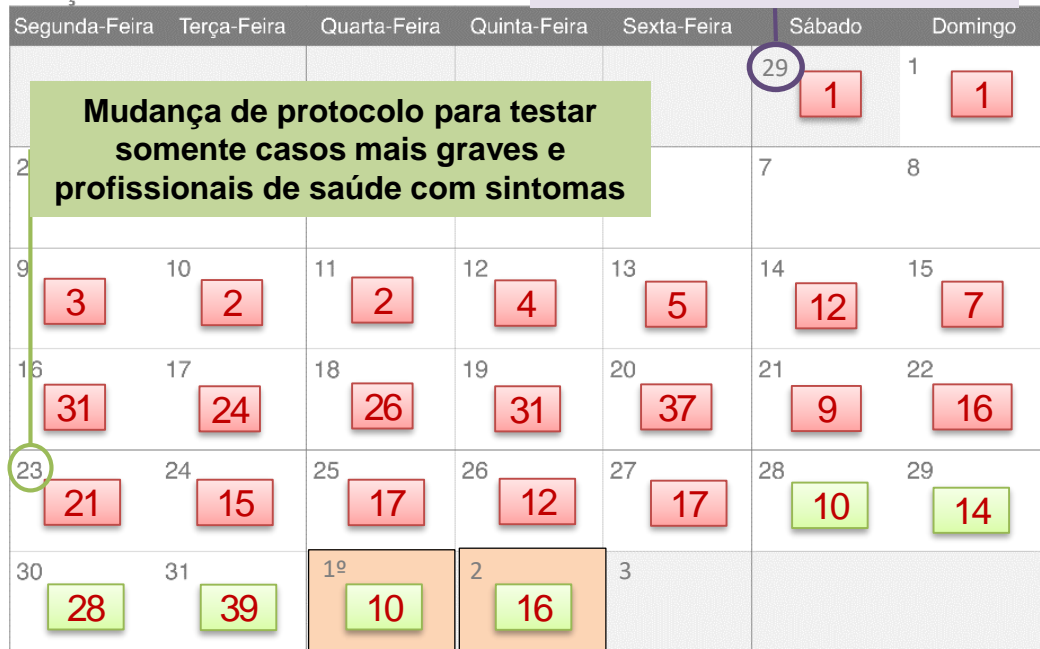 Segunda-Feira Terça-Feira Quarta-Feira Quinta-Feira Sexta-Feira Sábado Domingo
29 1
1 1
Mudança de protocolo para testar
somente casos mais graves e
profissionais de saúde com sintomas
2 7 8
9 10 11 12 13 14 15
3 2 2 4 5 12 7
16 17 18 19 20 21 22
31 24 26 31 37 9 16
23 24 25 26 27 28 29
21 15 17 12 17 10 14
30 31 1º 2 3
28 39 10 16